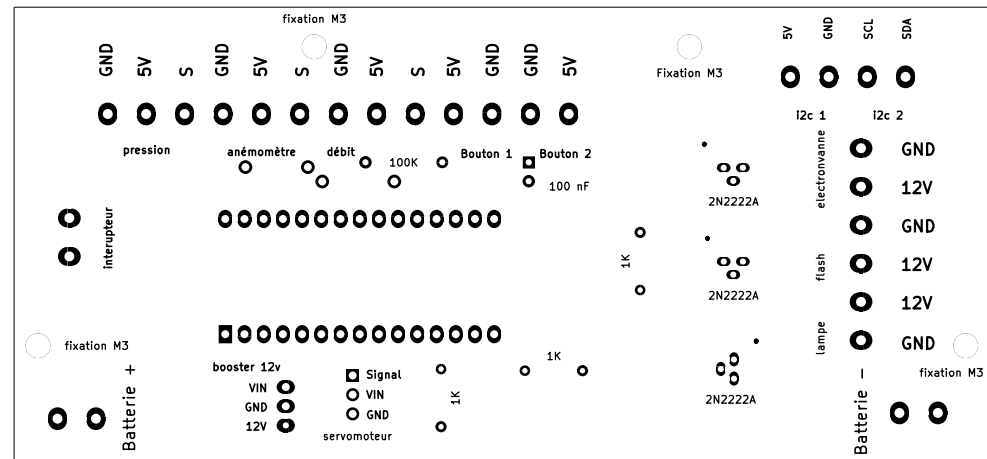 fixation M3
GND 5V S GND 5V S GND 5V S 5V GND GND 5V
5V GND SCL SDA
Fixation M3
i2c 1 i2c 2
pression anémomètre débit 100K Bouton 1 Bouton 2
100 nF
2N2222A
electronvanne
GND
12V
GND
interupteur
1K
2N2222A
flash
12V
12V
lampe
GND
fixation M3
booster 12v
VIN
GND
12V
Signal
VIN
GND
servomoteur
1K
1K
2N2222A
fixation M3
Batterie +
Batterie -